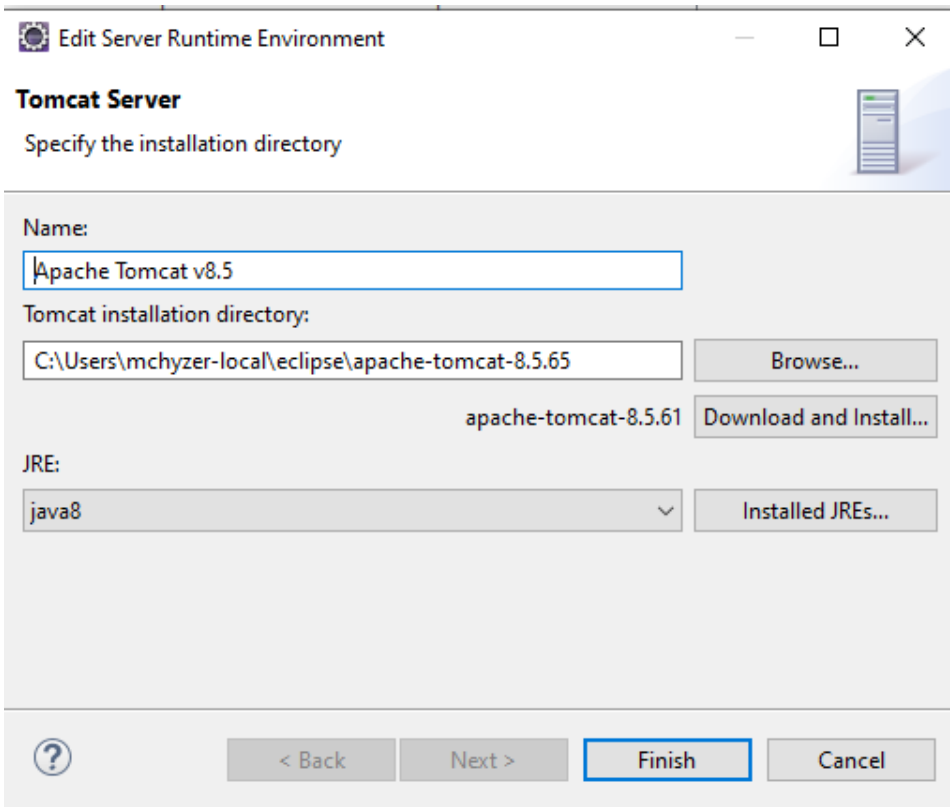 Edit Server Runtime Environment
Tomcat Server
Specify the installation directory
Name:
Apache Tomcat v8.5
Tomcat installation directory:
C:\Users\mchyzer-local\eclipse\apache-tomcat-8.5.65
Browse...
apache-tomcat-8.5.61
Download and Install...
JRE:
java8
Installed JREs...
?
< Back
Next >
Finish
Cancel